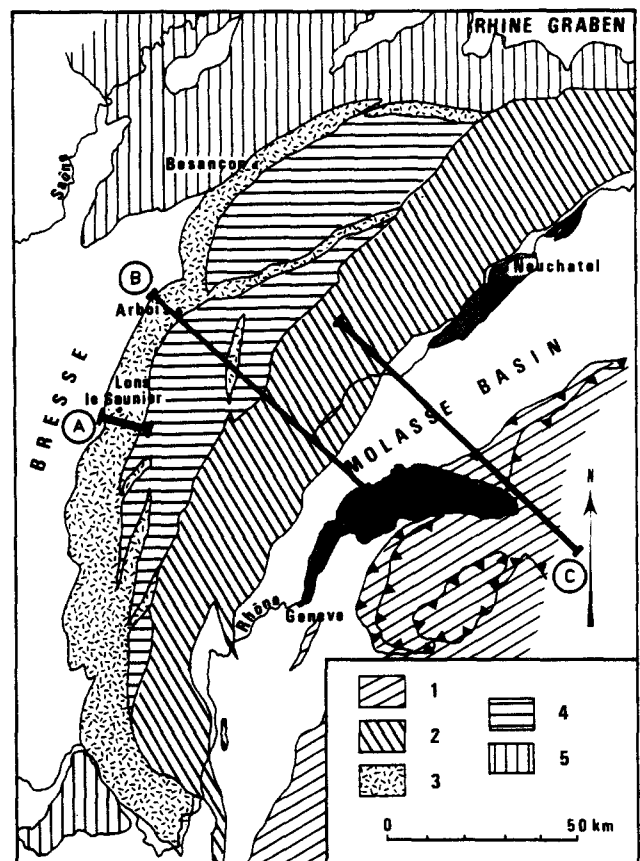 RHINE GRABEN
Saône
Besançon
Neuchatel
B
Arbois
BRESSE
Lons
le Saunier
A
MOLASSE BASIN
N
C
Rhône
Geneve
1
2
3
4
5
0 50 km